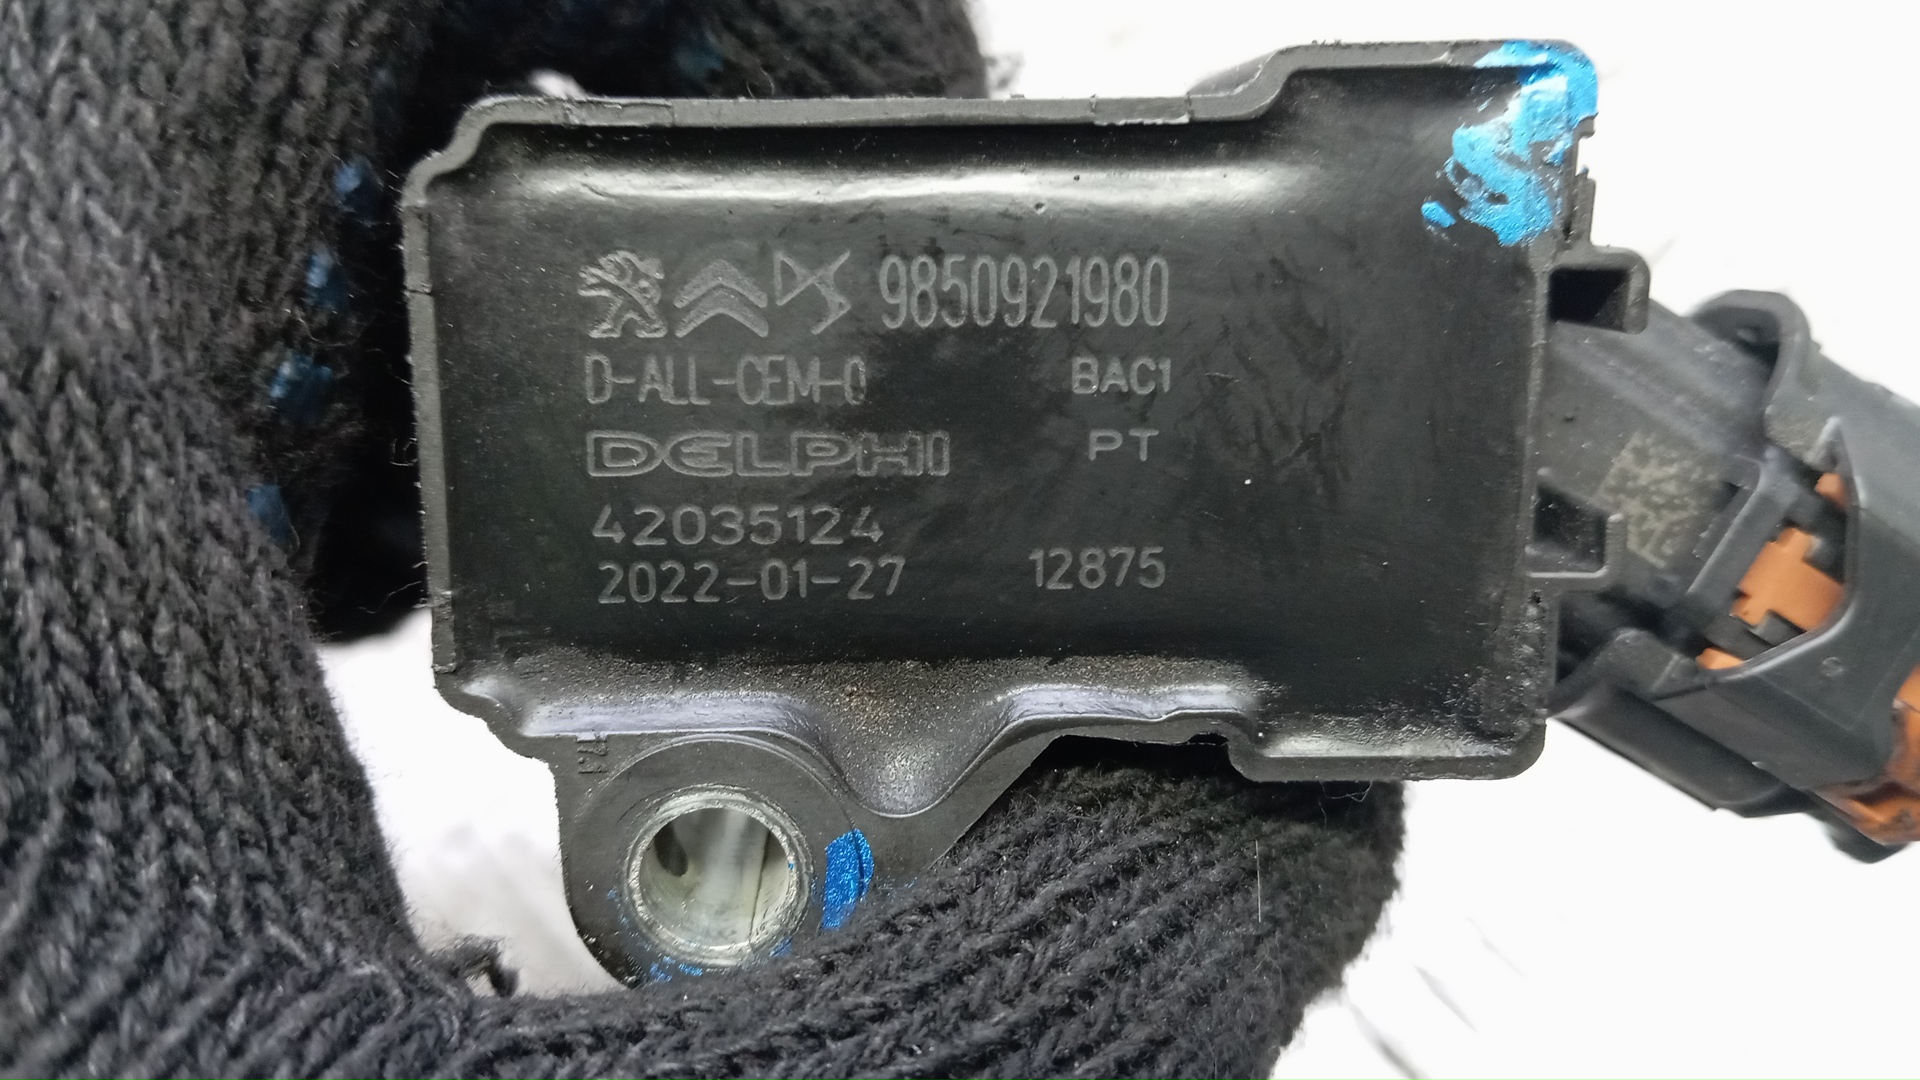 9850921980
D-ALL-CEM-0 BAC1
DELPHI PT
42035124
2022-01-27 12875